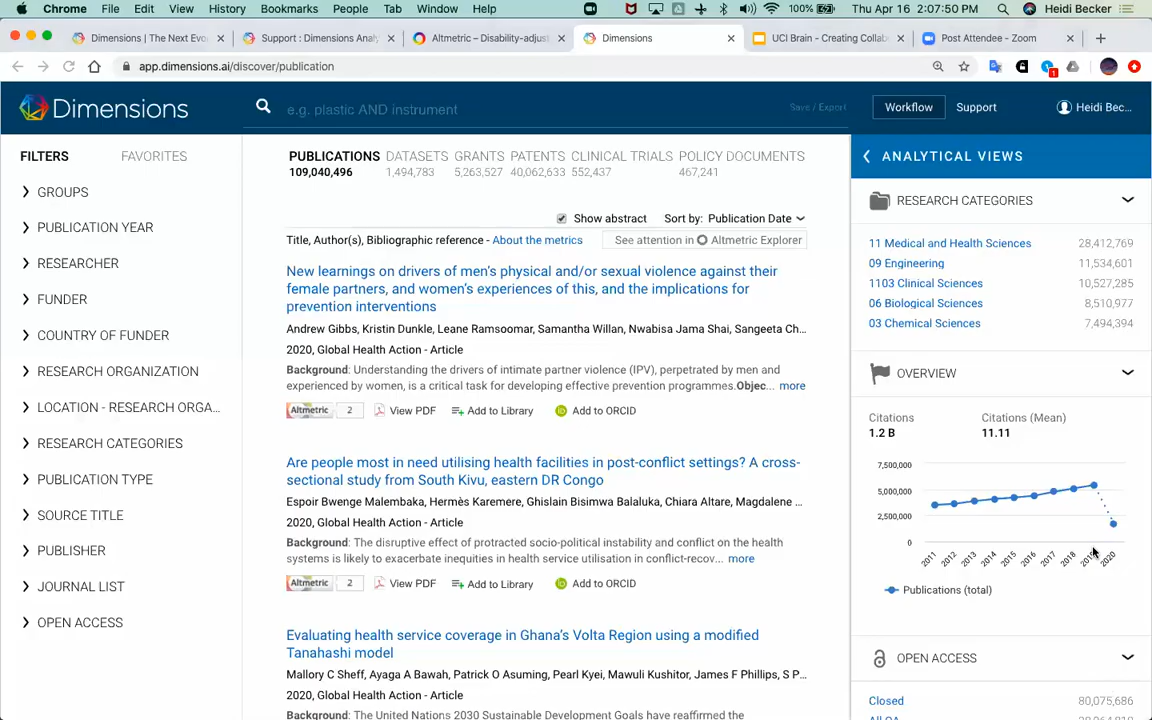 Chrome File Edit View History Bookmarks People Tab Window Help 100% Thu Apr 16 2:07:50 PM Heidi Becker
Dimensions | The Next Evo Support : Dimensions Anal Altmetric – Disability-adjus Dimensions UCI Brain - Creating Collab Post Attendee - Zoom
app.dimensions.ai/discover/publication 1
Dimensions e.g. plastic AND instrument Save / Export Workflow Support Heidi Bec...
FILTERS FAVORITES
GROUPS
PUBLICATION YEAR
RESEARCHER
FUNDER
COUNTRY OF FUNDER
RESEARCH ORGANIZATION
LOCATION - RESEARCH ORGA...
RESEARCH CATEGORIES
PUBLICATION TYPE
SOURCE TITLE
PUBLISHER
JOURNAL LIST
OPEN ACCESS
PUBLICATIONS DATASETS GRANTS PATENTS CLINICAL TRIALS POLICY DOCUMENTS
109,040,496 1,494,783 5,263,527 40,062,633 552,437 467,241
Show abstract Sort by: Publication Date
Title, Author(s), Bibliographic reference - About the metrics See attention in Altmetric Explorer
New learnings on drivers of men's physical and/or sexual violence against their
female partners, and women's experiences of this, and the implications for
prevention interventions
Andrew Gibbs, Kristin Dunkle, Leane Ramsoomar, Samantha Willan, Nwabisa Jama Shai, Sangeeta Ch...
2020, Global Health Action - Article
Background: Understanding the drivers of intimate partner violence (IPV), perpetrated by men and
experienced by women, is a critical task for developing effective prevention programmes.Objec... more
Altmetric 2 View PDF Add to Library Add to ORCID
Are people most in need utilising health facilities in post-conflict settings? A cross-
sectional study from South Kivu, eastern DR Congo
Espoir Bwenge Malembaka, Hermès Karemere, Ghislain Bisimwa Balaluka, Chiara Altare, Magdalene ...
2020, Global Health Action - Article
Background: The disruptive effect of protracted socio-political instability and conflict on the health
systems is likely to exacerbate inequities in health service utilisation in conflict-recov... more
Altmetric 2 View PDF Add to Library Add to ORCID
Evaluating health service coverage in Ghana's Volta Region using a modified
Tanahashi model
Mallory C Sheff, Ayaga A Bawah, Patrick O Asuming, Pearl Kyei, Mawuli Kushitor, James F Phillips, S P...
2020, Global Health Action - Article
Background: The United Nations 2030 Sustainable Development Goals have reaffirmed the
ANALYTICAL VIEWS
RESEARCH CATEGORIES
11 Medical and Health Sciences 28,412,769
09 Engineering 11,534,601
1103 Clinical Sciences 10,527,285
06 Biological Sciences 8,510,977
03 Chemical Sciences 7,494,394
OVERVIEW
Citations Citations (Mean)
1.2 B 11.11
7,500,000
5,000,000
2,500,000
0
2011 2012 2013 2014 2015 2016 2017 2018 2019 2020
Publications (total)
OPEN ACCESS
Closed 80,075,686
All OA